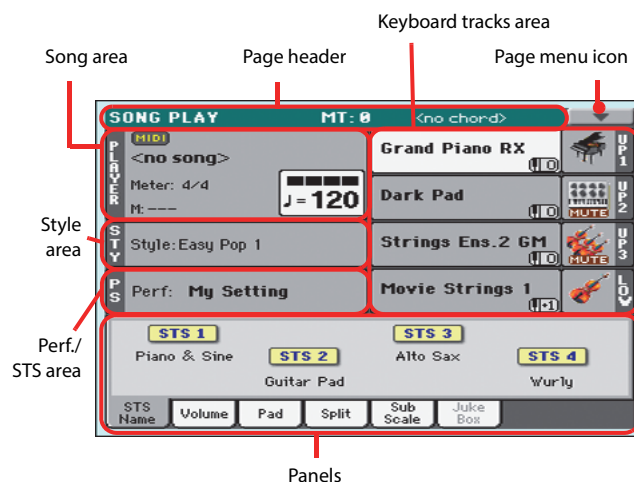 Keyboard tracks area
Song area
Page header
Page menu icon
SONG PLAY MT: 0 <no chord>
PLAYER
MIDI
<no song>
Meter: 4/4
M: ---
♩=120
Grand Piano RX
0
UP1
Dark Pad
0
MUTE
UP2
Style area
STY
Style: Easy Pop 1
Strings Ens.2 GM
0
MUTE
UP3
PS
Perf: My Setting
Movie Strings 1
+1
LOW
Perf./
STS area
STS 1
Piano & Sine
STS 2
Guitar Pad
STS 3
Alto Sax
STS 4
Wurly
STS Name
Volume
Pad
Split
Sub Scale
Juke Box
Panels